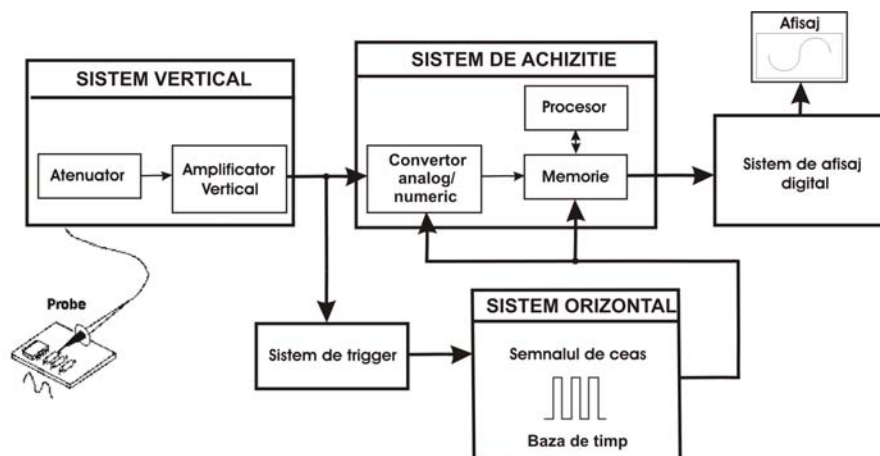 Afisaj
SISTEM VERTICAL
SISTEM DE ACHIZITIE
Procesor
Atenuator
Amplificator
Vertical
Convertor
analog/
numeric
Memorie
Sistem de afisaj
digital
Probe
Sistem de trigger
SISTEM ORIZONTAL
Semnalul de ceas
Baza de timp